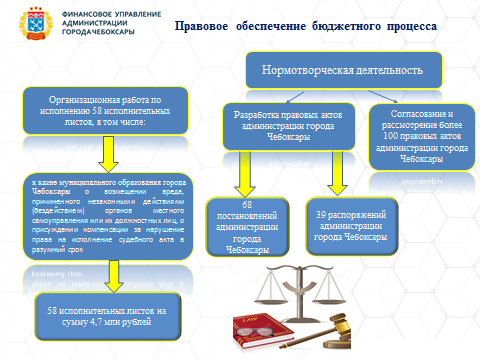 ФИНАНСОВОЕ УПРАВЛЕНИЕ
АДМИНИСТРАЦИИ
ГОРОДА ЧЕБОКСАРЫ
Правовое обеспечение бюджетного процесса
Организационная работа по
исполнению 58 исполнительных
листов, в том числе:
к казне муниципального образования города
Чебоксары о возмещении вреда,
причиненного незаконными действиями
(бездействием) органов местного
самоуправления или их должностных лиц, о
присуждении компенсации за нарушение
права на исполнение судебного акта в
разумный срок
58 исполнительных листов на
сумму 4,7 млн рублей
Нормотворческая деятельность
Разработка правовых актов
администрации города
Чебоксары
Согласование и
рассмотрение более
100 правовых актов
администрации города
Чебоксары
68
постановлений
администрации
города
Чебоксары
39 распоряжений
администрации
города Чебоксары
LAW